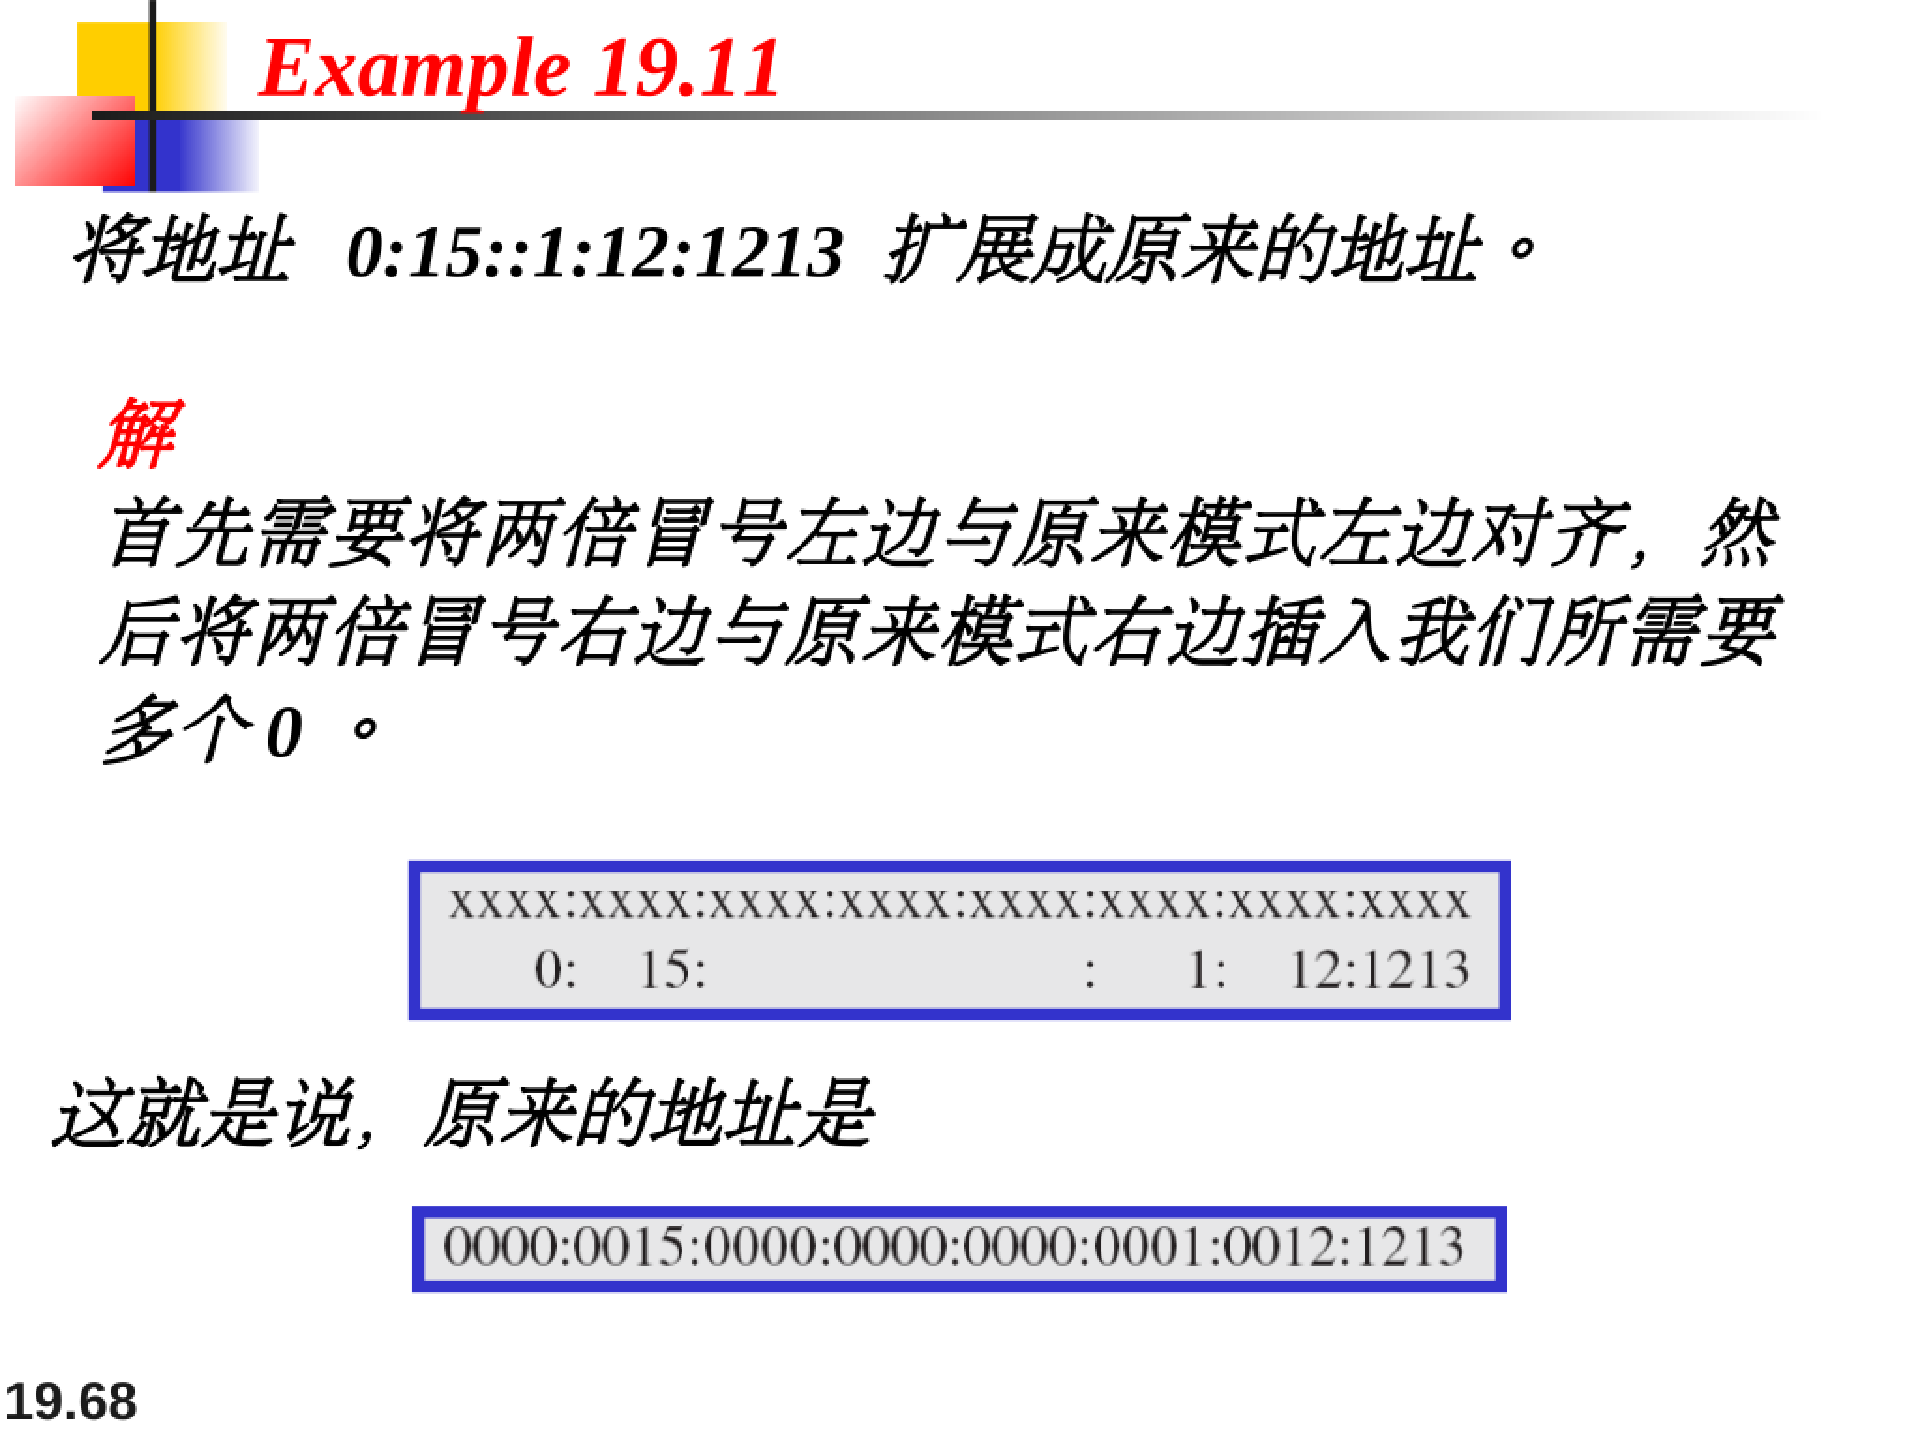 Example 19.11
将地址 0:15::1:12:1213 扩展成原来的地址。
解
首先需要将两倍冒号左边与原来模式左边对齐，然
后将两倍冒号右边与原来模式右边插入我们所需要
多个0 。
xxxx:xxxx:xxxx:xxxx:xxxx:xxxx:xxxx:xxxx
0: 15: : 1: 12:1213
这就是说，原来的地址是
0000:0015:0000:0000:0000:0001:0012:1213
19.68